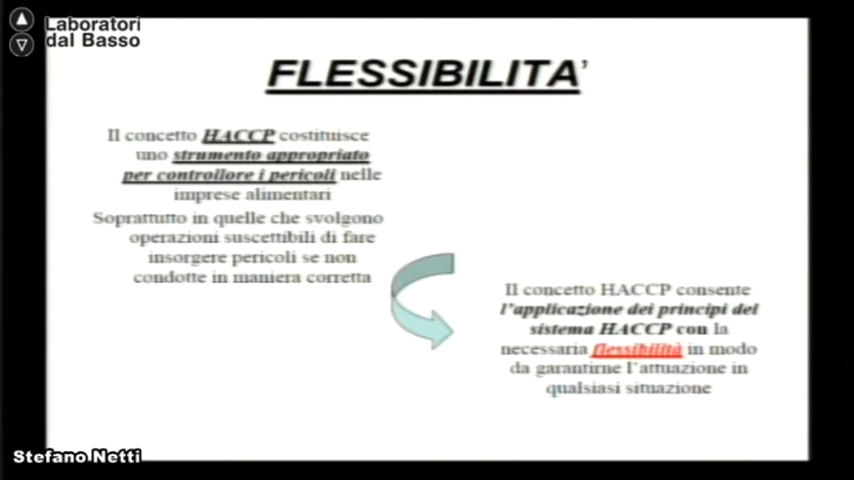 Laboratori
dal Basso
FLESSIBILITA’
Il concetto HACCP costituisce
uno strumento appropriato
per controllore i pericoli nelle
imprese alimentari
Soprattutto in quelle che svolgono
operazioni suscettibili di fare
insorgere pericoli se non
condotte in maniera corretta
Il concetto HACCP consente
l’applicazione dei principi del
sistema HACCP con la
necessaria flessibilità in modo
da garantirne l’attuazione in
qualsiasi situazione
Stefano Netti